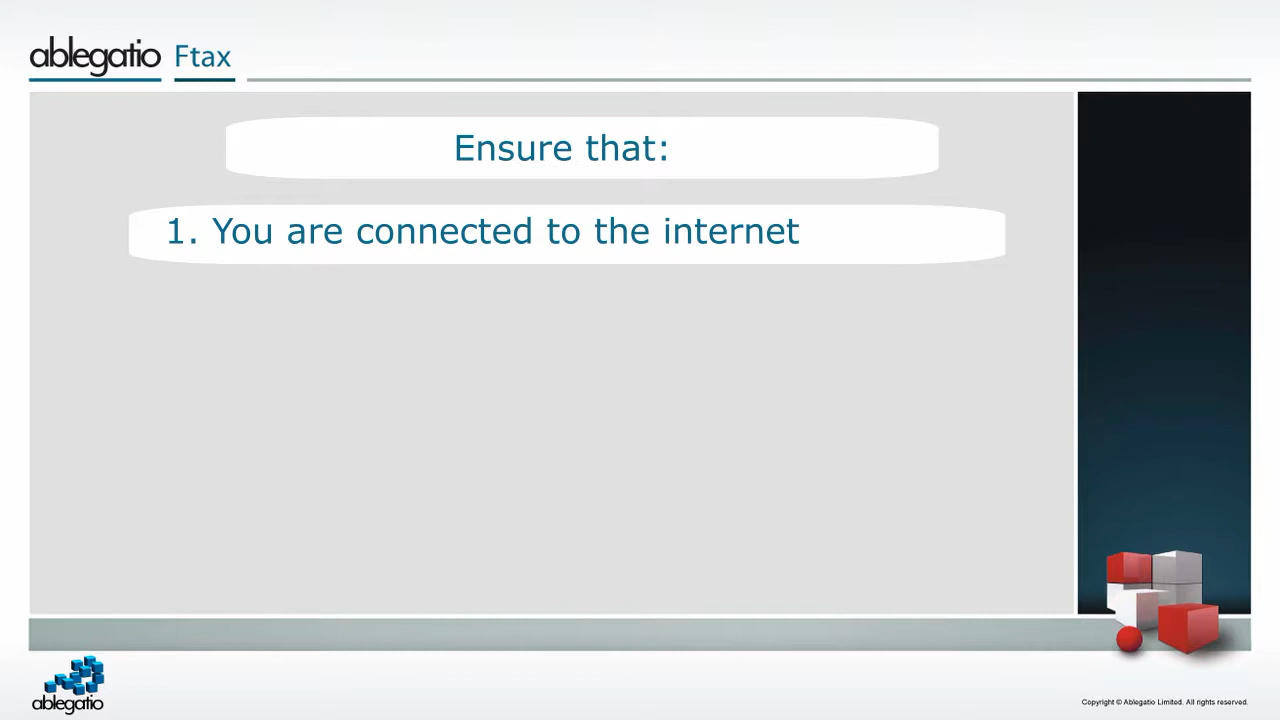 ablegatio Ftax
Ensure that:
1. You are connected to the internet
ablegatio
Copyright © Ablegatio Limited. All rights reserved.